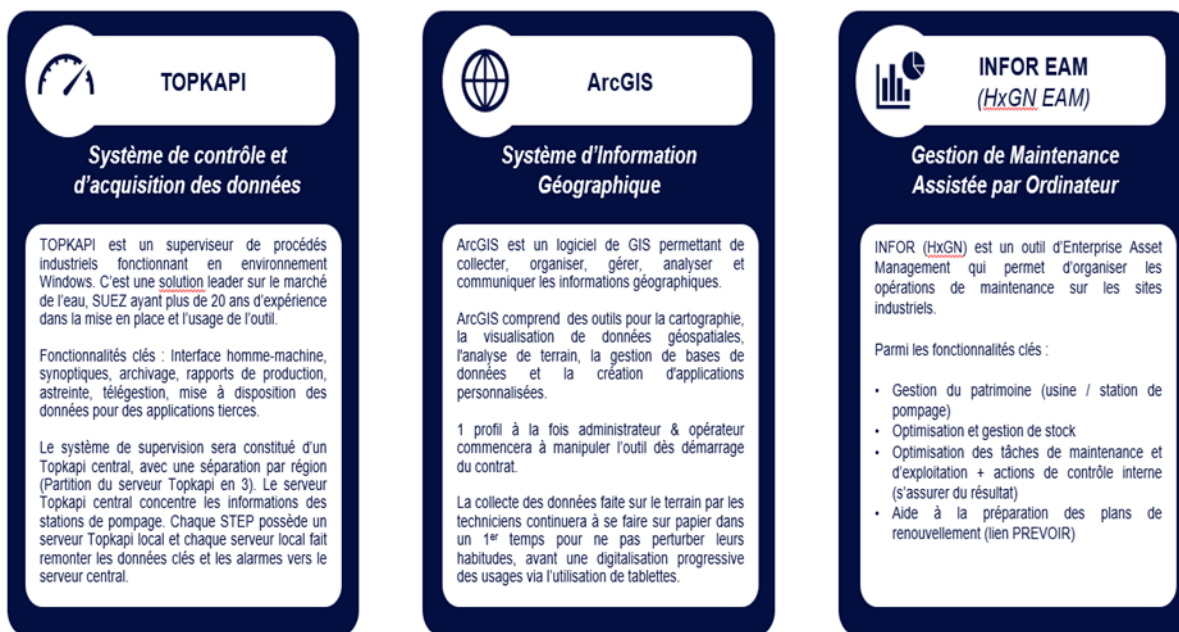 TOPKAPI
Système de contrôle et
d'acquisition des données
TOPKAPI est un superviseur de procédés
industriels fonctionnant en environnement
Windows. C'est une solution leader sur le marché
de l'eau, SUEZ ayant plus de 20 ans d'expérience
dans la mise en place et l'usage de l'outil.
Fonctionnalités clés : Interface homme-machine,
synoptiques, archivage, rapports de production,
astreinte, télégestion, mise à disposition des
données pour des applications tierces.
Le système de supervision sera constitué d'un
Topkapi central, avec une séparation par région
(Partition du serveur Topkapi en 3). Le serveur
Topkapi central concentre les informations des
stations de pompage. Chaque STEP possède un
serveur Topkapi local et chaque serveur local fait
remonter les données clés et les alarmes vers le
serveur central.
ArcGIS
Système d'Information
Géographique
ArcGIS est un logiciel de GIS permettant de
collecter, organiser, gérer, analyser et
communiquer les informations géographiques.
ArcGIS comprend des outils pour la cartographie,
la visualisation de données géospatiales,
l'analyse de terrain, la gestion de bases de
données et la création d'applications
personnalisées.
1 profil à la fois administrateur & opérateur
commencera à manipuler l'outil dès démarrage
du contrat.
La collecte des données faite sur le terrain par les
techniciens continuera à se faire sur papier dans
un 1er temps pour ne pas perturber leurs
habitudes, avant une digitalisation progressive
des usages via l'utilisation de tablettes.
INFOR EAM
(HxGN EAM)
Gestion de Maintenance
Assistée par Ordinateur
INFOR (HxGN) est un outil d'Enterprise Asset
Management qui permet d'organiser les
opérations de maintenance sur les sites
industriels.
Parmi les fonctionnalités clés :
• Gestion du patrimoine (usine / station de
pompage)
• Optimisation et gestion de stock
• Optimisation des tâches de maintenance et
d'exploitation + actions de contrôle interne
(s'assurer du résultat)
• Aide à la préparation des plans de
renouvellement (lien PREVOIR)